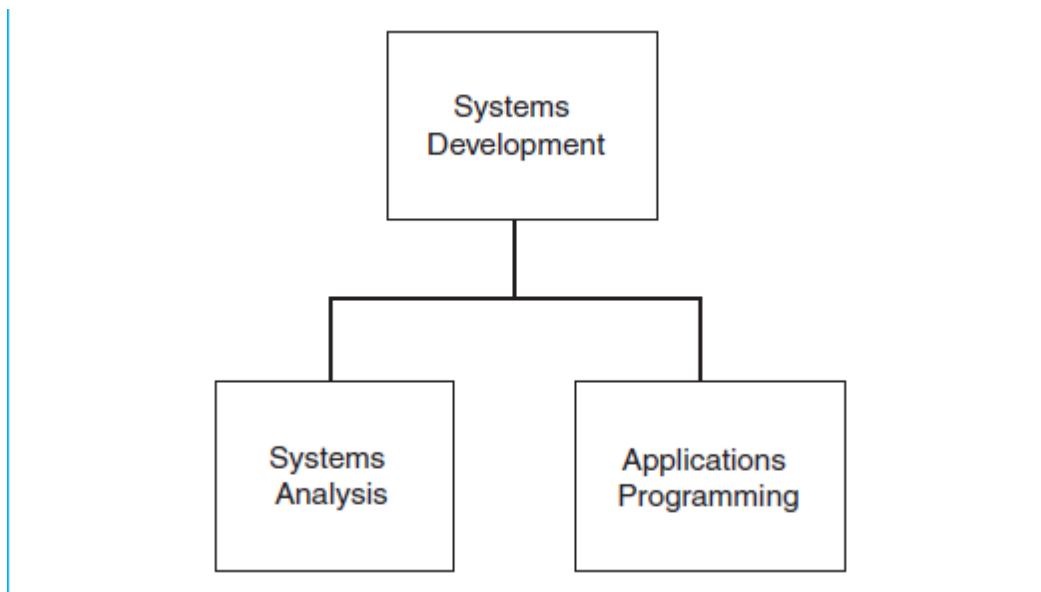 Systems
Development
Systems
Analysis
Applications
Programming